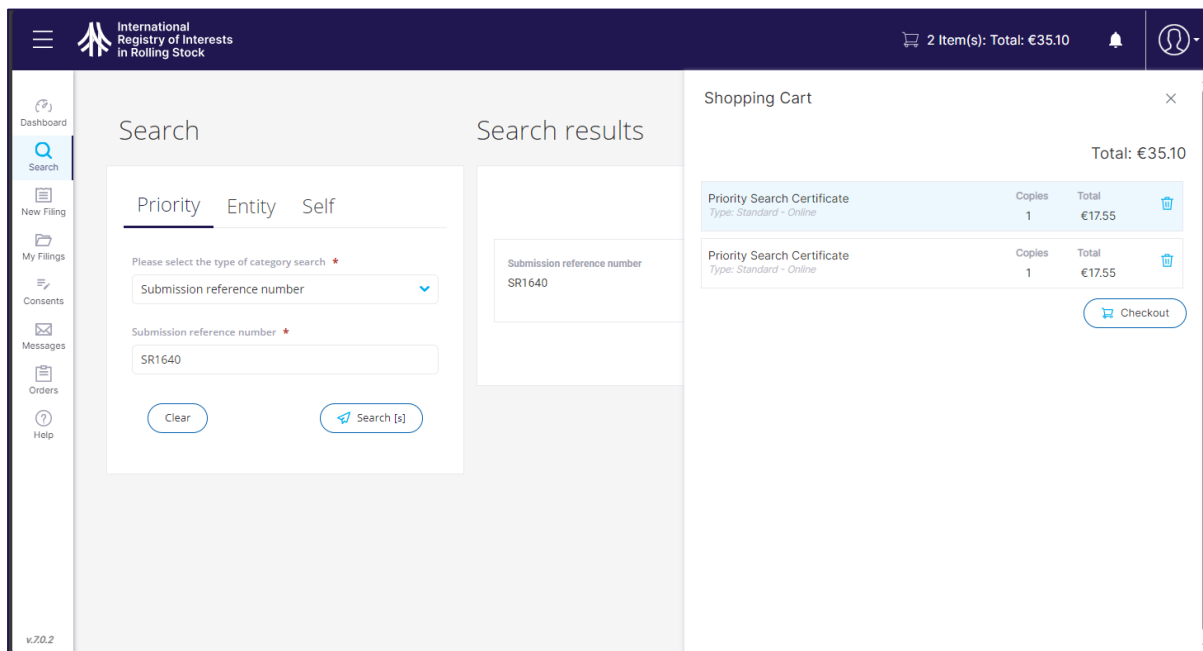 International
Registry of Interests
in Rolling Stock
2 Item(s): Total: €35.10
Dashboard
Search
New Filing
My Filings
Consents
Messages
Orders
Help
v.7.0.2
Search
Priority Entity Self
Please select the type of category search *
Submission reference number
Submission reference number *
SR1640
Clear
Search [s]
Search results
Submission reference number
SR1640
Shopping Cart
Total: €35.10
Priority Search Certificate Copies Total
Type: Standard - Online 1 €17.55
Priority Search Certificate Copies Total
Type: Standard - Online 1 €17.55
Checkout